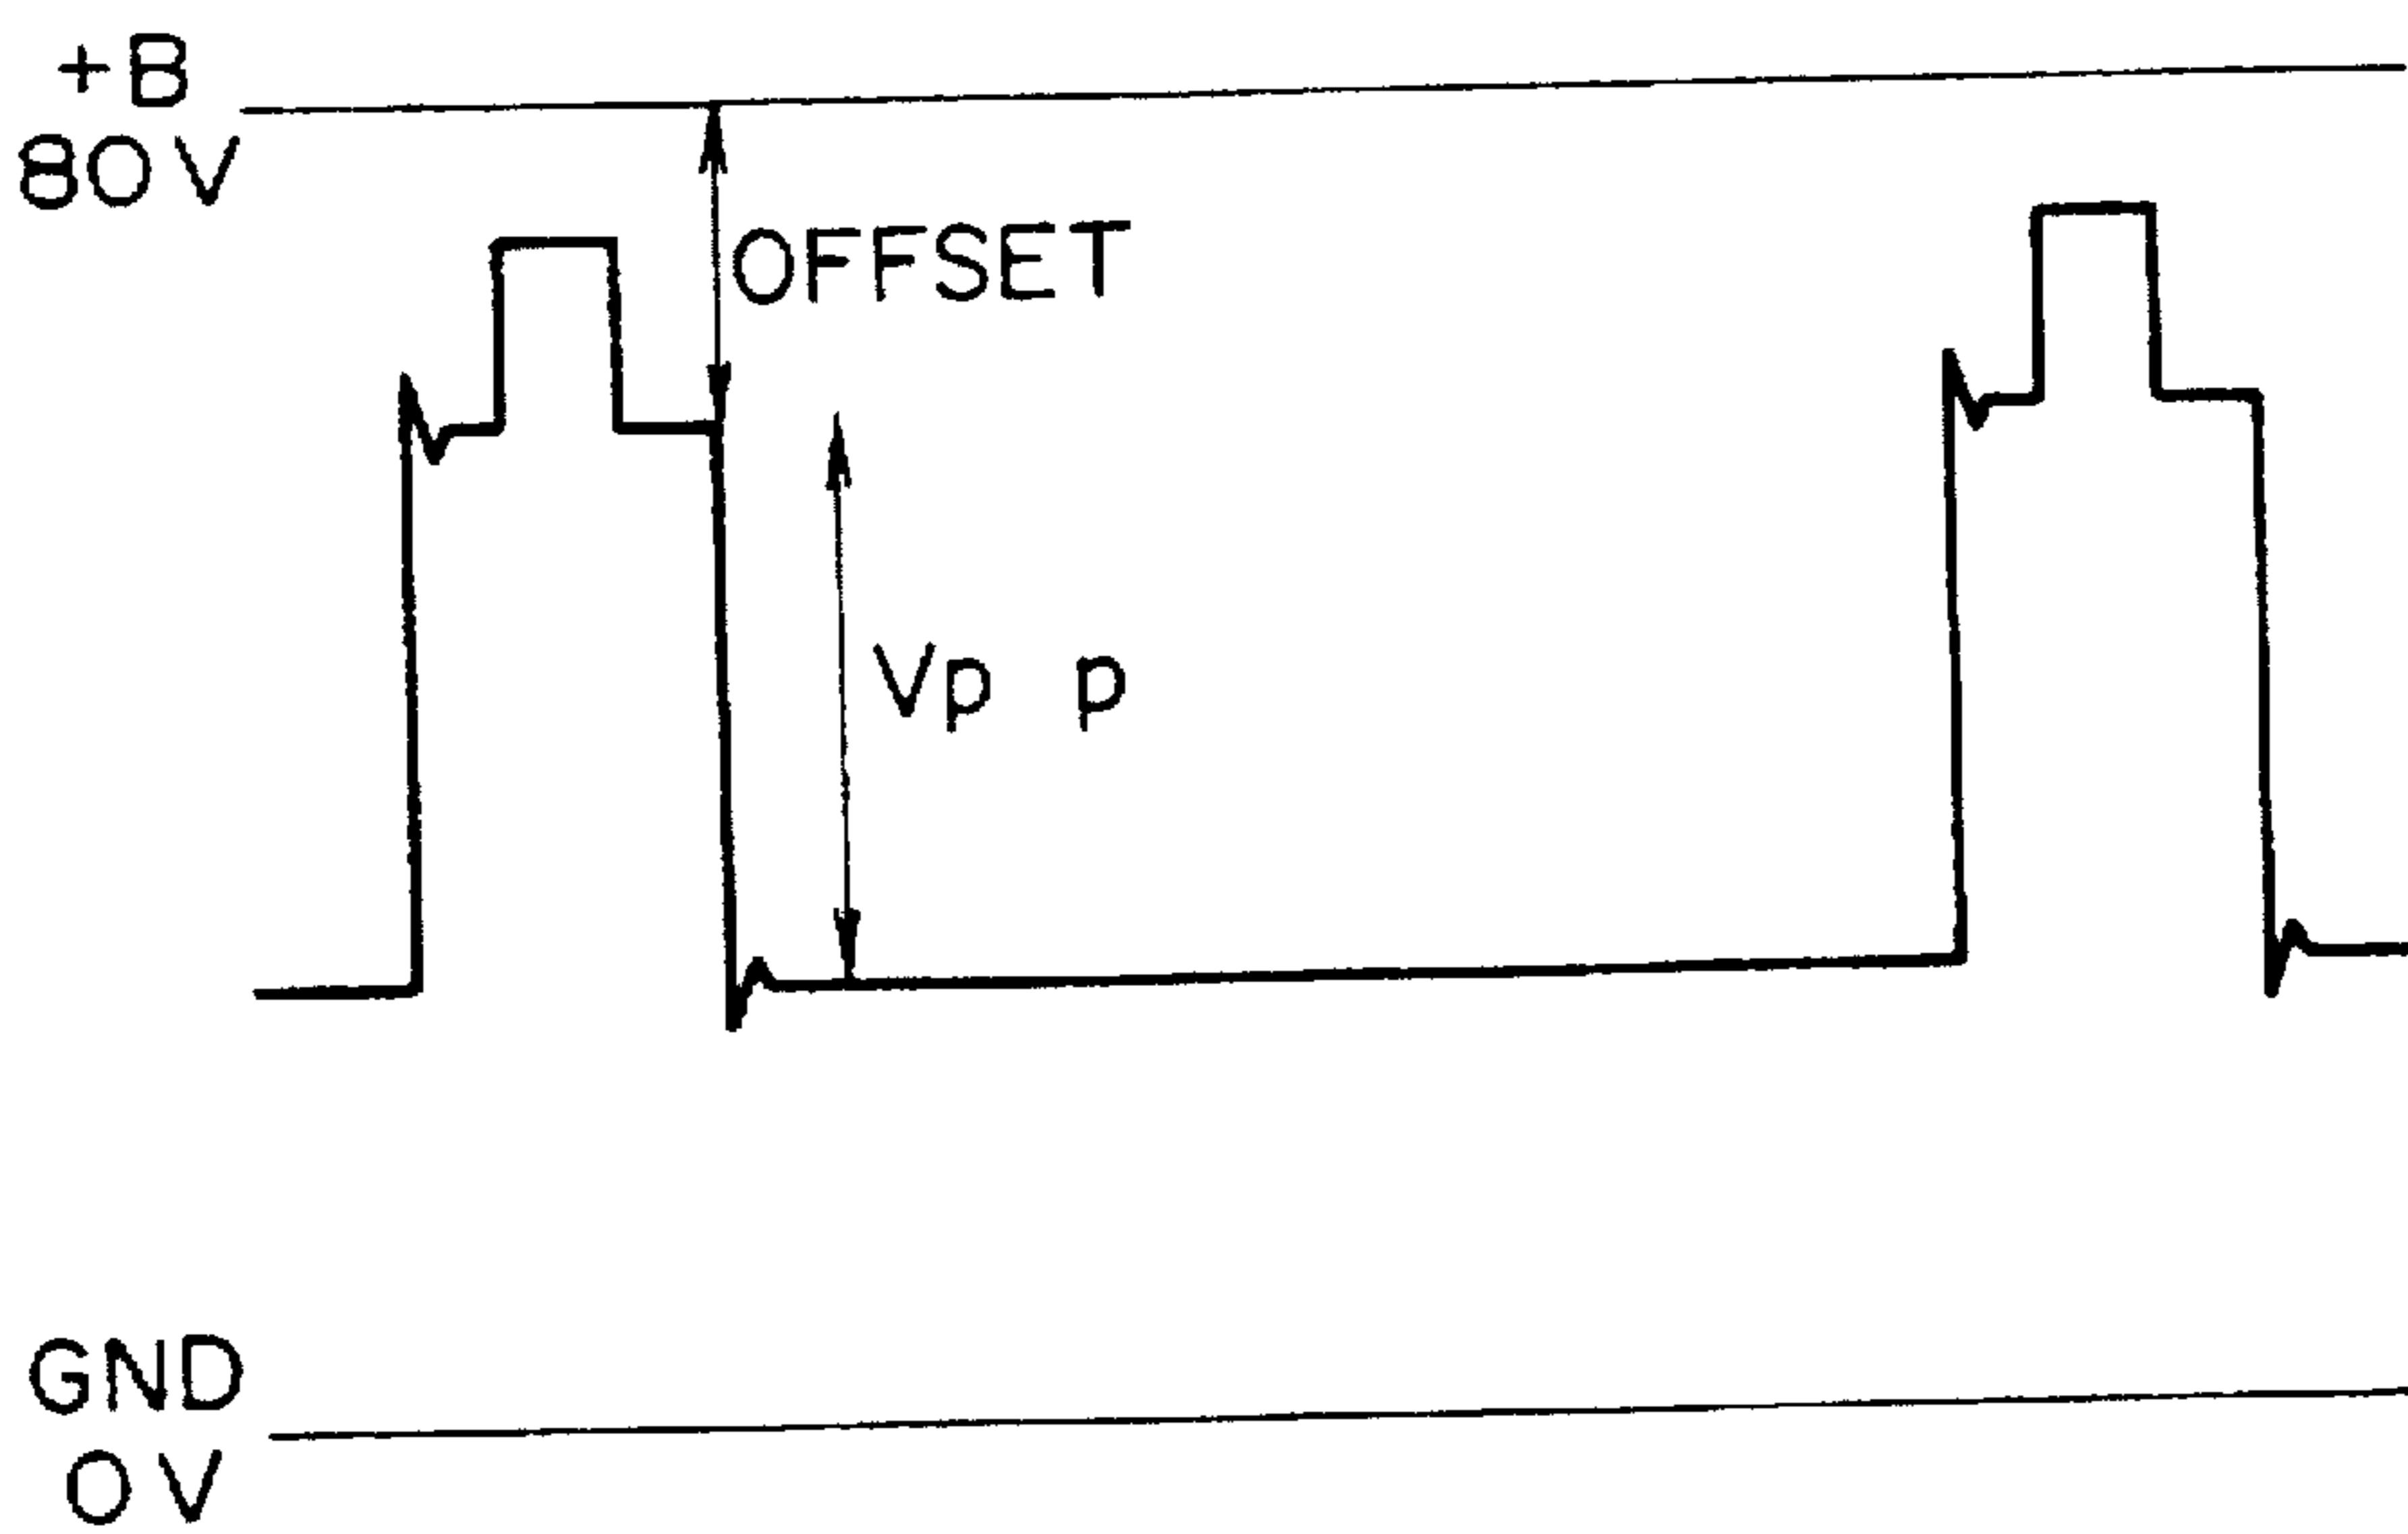 +B
80V
OFFSET
Vp p
GND
0V